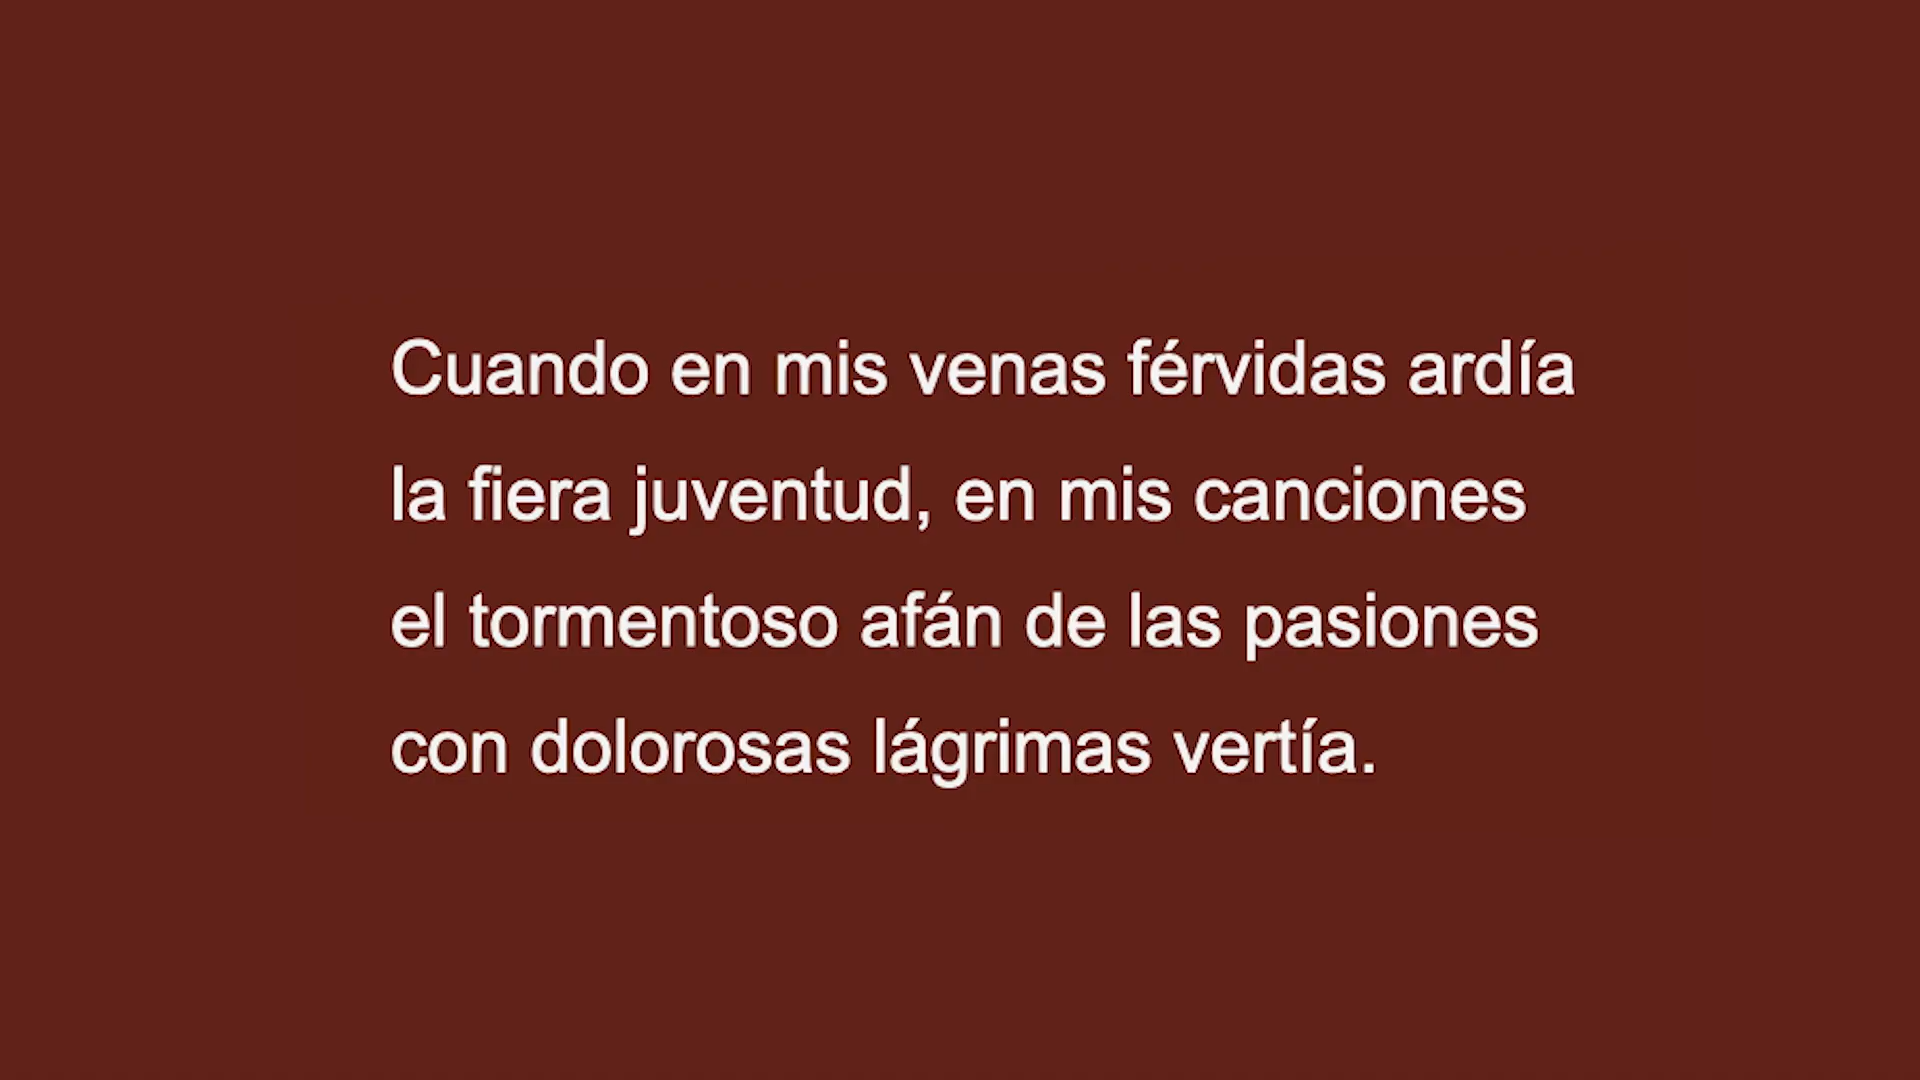 Cuando en mis venas férvidas ardía
la fiera juventud, en mis canciones
el tormentoso afán de las pasiones
con dolorosas lágrimas vertía.